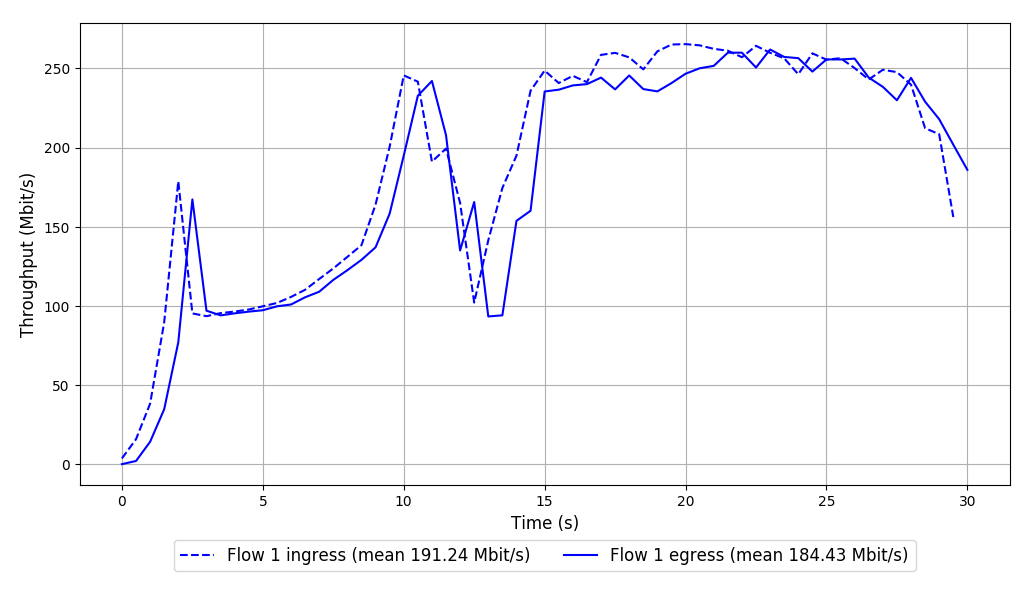 Throughput (Mbit/s)
250
200
150
100
50
0
0 5 10 15 20 25 30
Time (s)
Flow 1 ingress (mean 191.24 Mbit/s) Flow 1 egress (mean 184.43 Mbit/s)